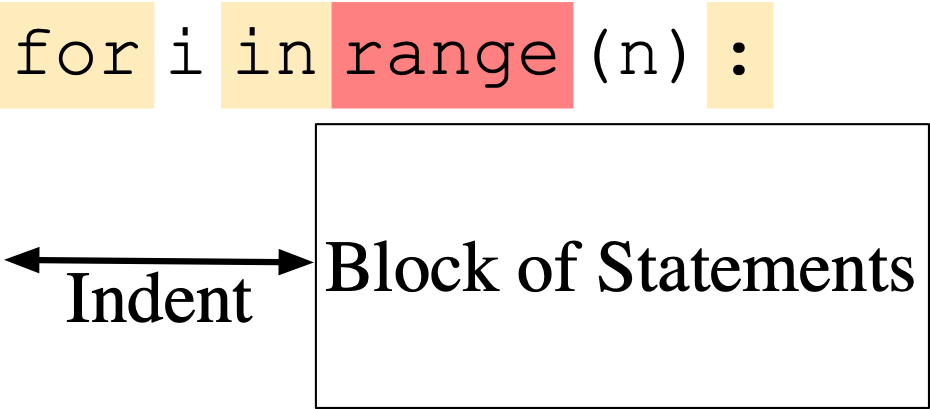 for i in range (n) :
Block of Statements
Indent